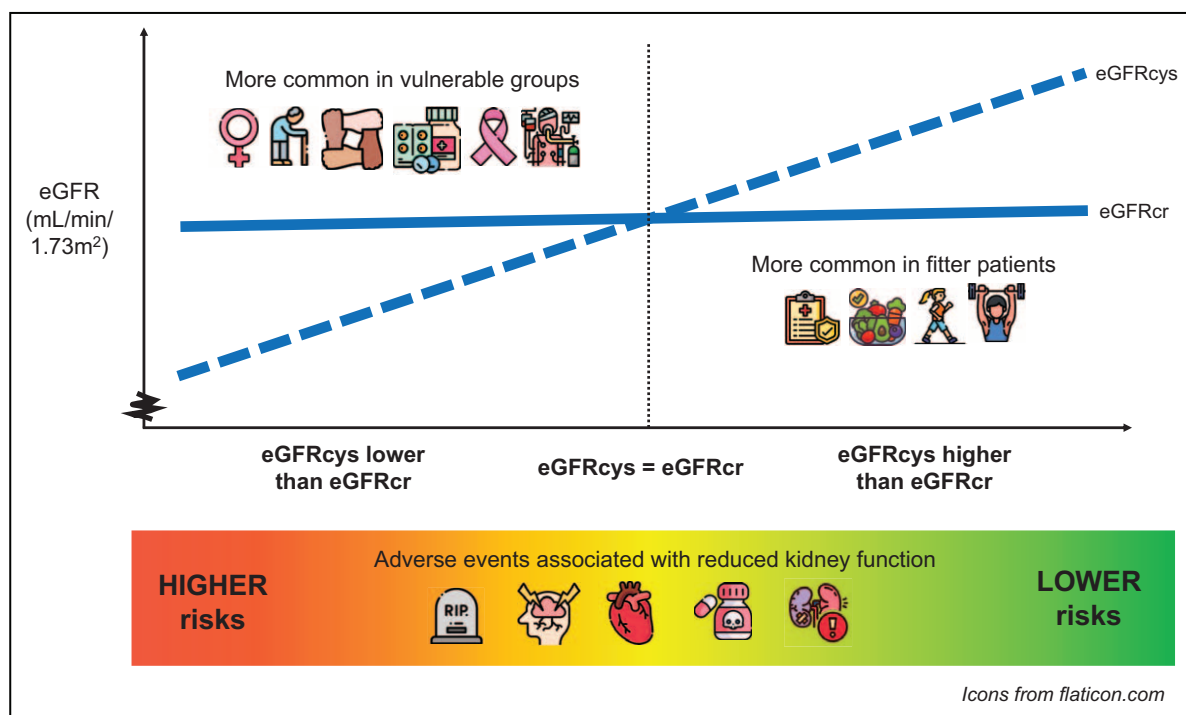 More common in vulnerable groups
eGFRcys
eGFR
(mL/min/
1.73m²)
eGFRcr
More common in fitter patients
eGFRcys lower
than eGFRcr
eGFRcys = eGFRcr
eGFRcys higher
than eGFRcr
Adverse events associated with reduced kidney function
HIGHER
risks
RIP.
LOWER
risks
Icons from flaticon.com